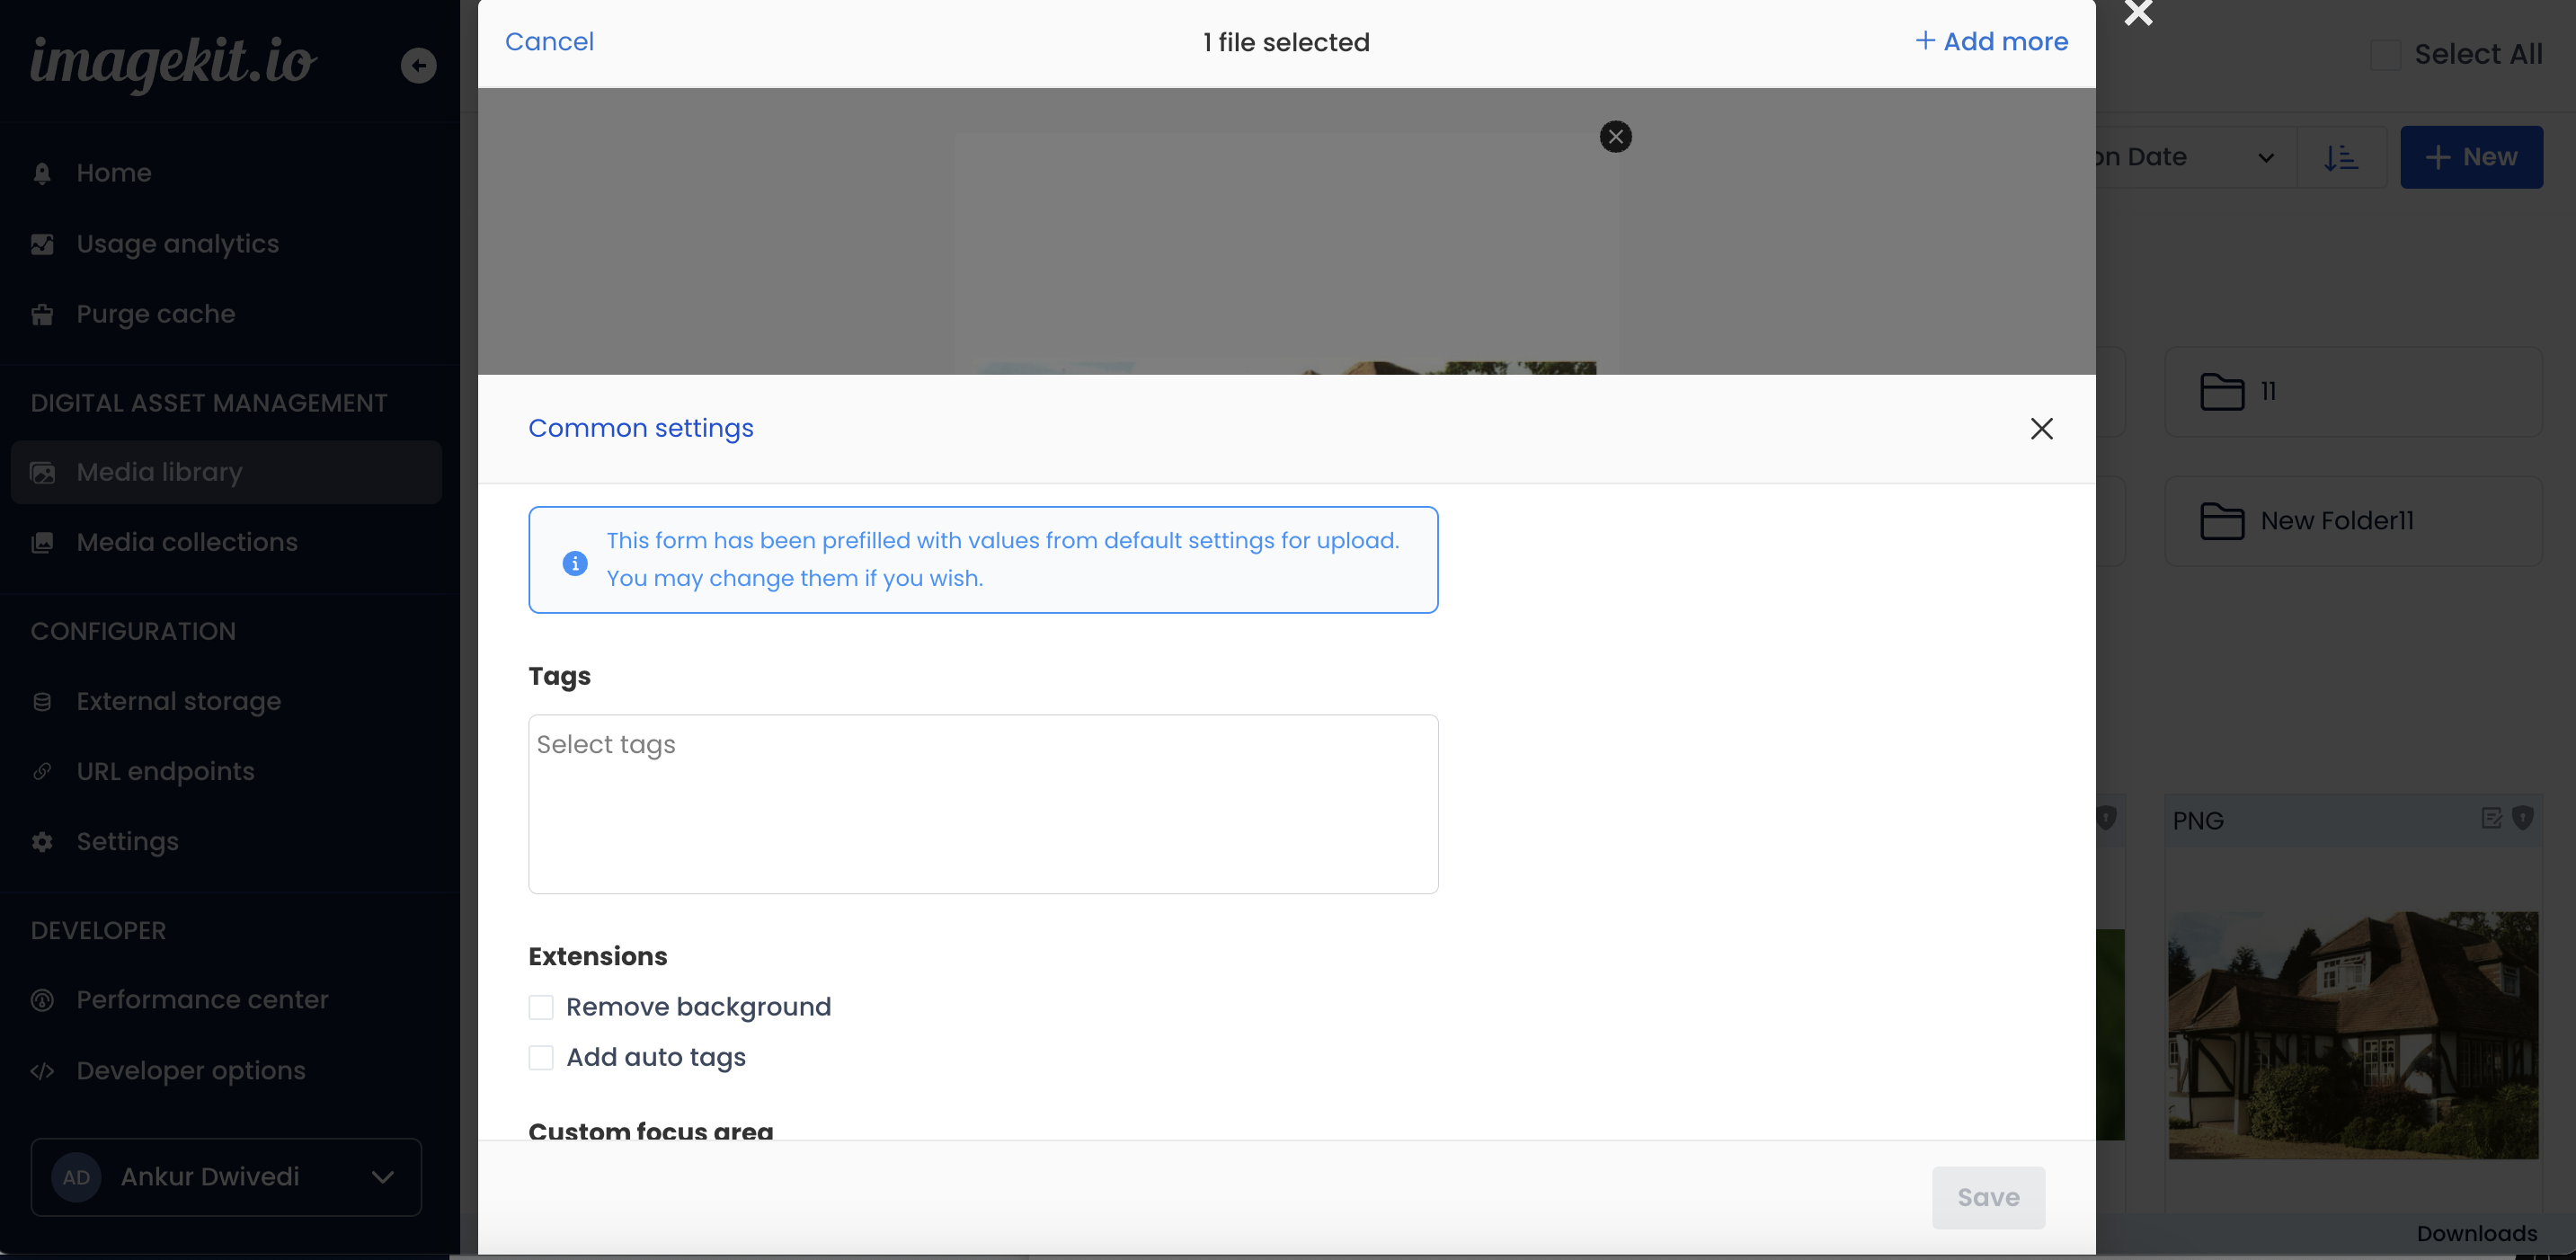 imagekit.io
Home
Usage analytics
Purge cache
DIGITAL ASSET MANAGEMENT
Media library
Media collections
CONFIGURATION
External storage
URL endpoints
Settings
DEVELOPER
Performance center
Developer options
AD Ankur Dwivedi
Cancel
1 file selected
+ Add more
Common settings
This form has been prefilled with values from default settings for upload.
You may change them if you wish.
Tags
Select tags
Extensions
Remove background
Add auto tags
Custom focus area
Save
Select All
on Date
+ New
11
New Folder11
PNG
Downloads